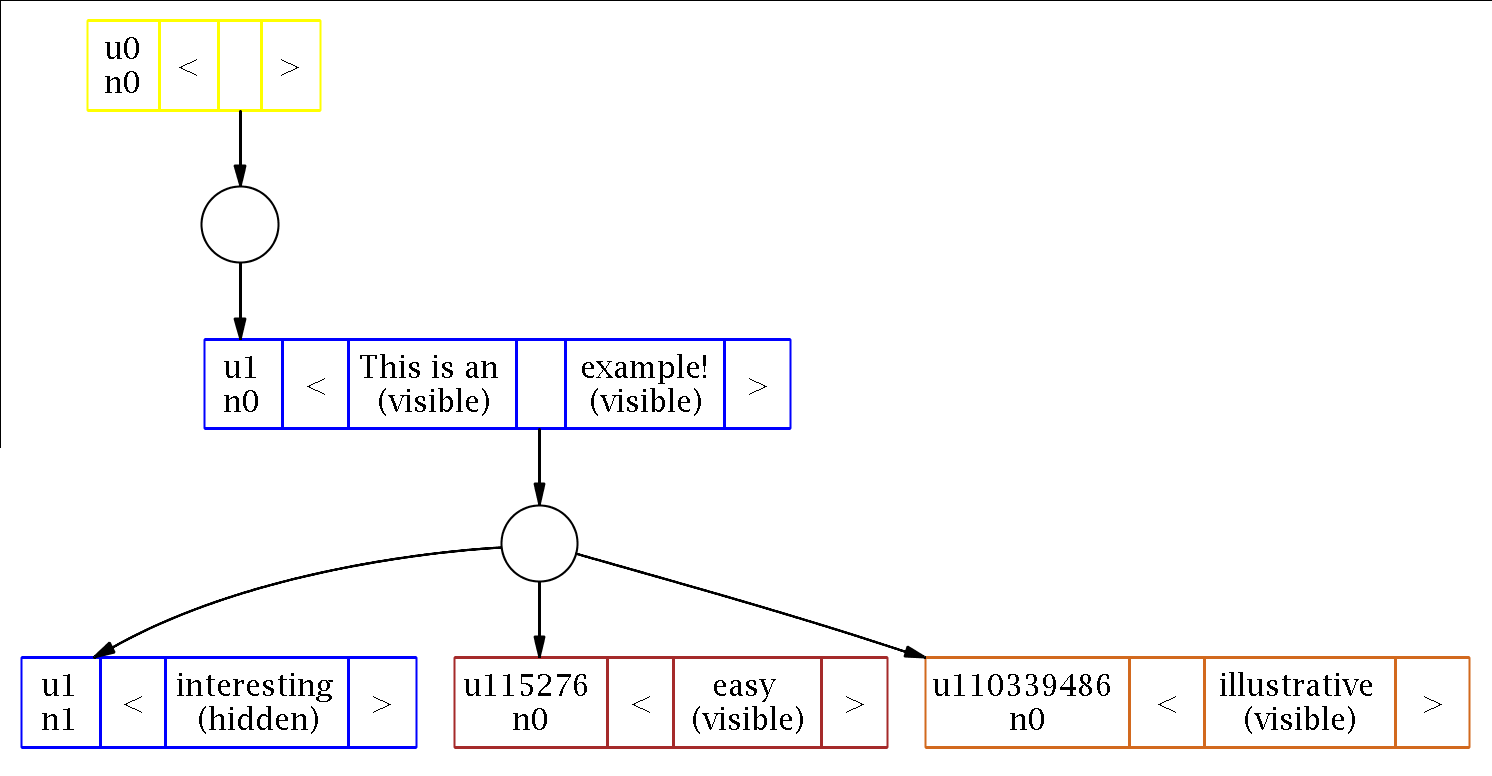 u0
n0
<
>
u1
n0
<
This is an
(visible)
example!
(visible)
>
u1
n1
<
interesting
(hidden)
>
u115276
n0
<
easy
(visible)
>
u110339486
n0
<
illustrative
(visible)
>